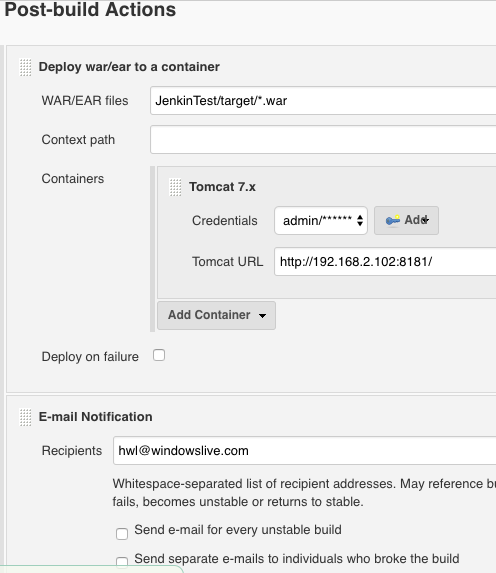 Post-build Actions
Deploy war/ear to a container
WAR/EAR files JenkinTest/target/*.war
Context path
Containers
Tomcat 7.x
Credentials admin/****** Add
Tomcat URL http://192.168.2.102:8181/
Add Container
Deploy on failure
E-mail Notification
Recipients hwl@windowslive.com
Whitespace-separated list of recipient addresses. May reference
fails, becomes unstable or returns to stable.
Send e-mail for every unstable build
Send separate e-mails to individuals who broke the build